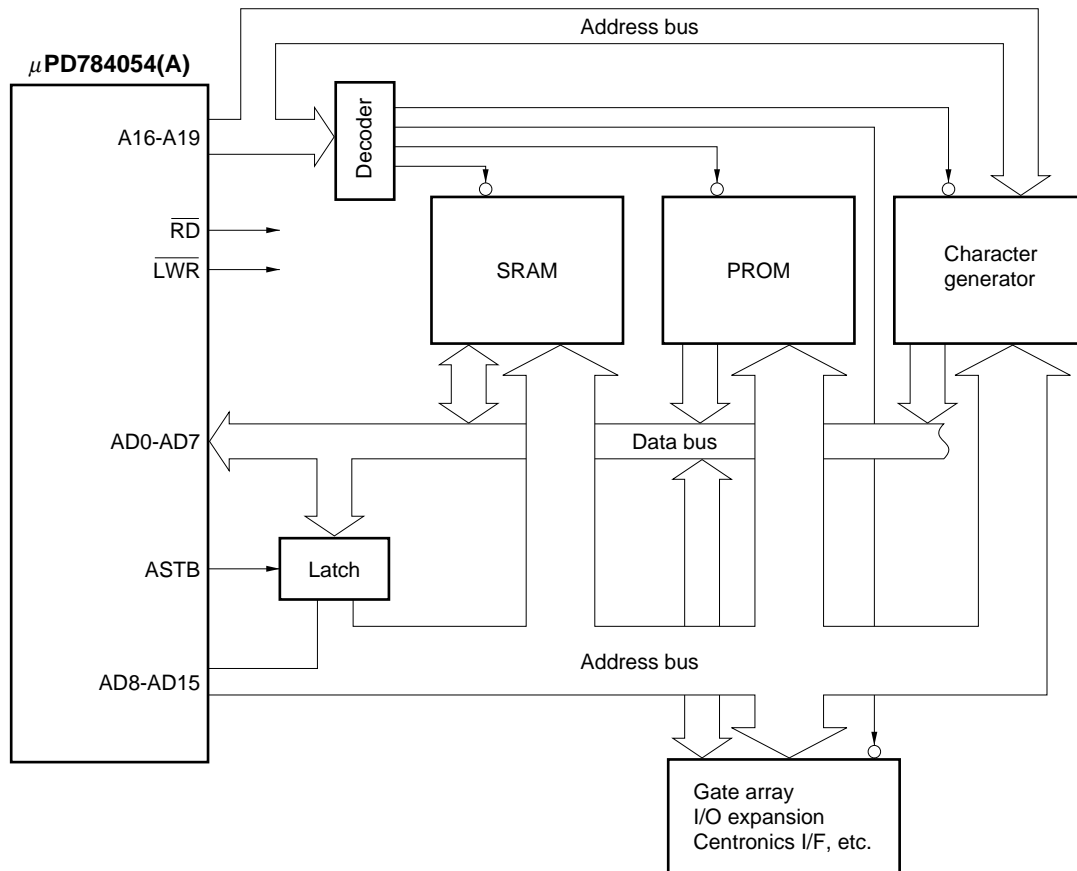 Address bus
μPD784054(A)
A16-A19
Decoder
RD
LWR
SRAM
PROM
Character
generator
AD0-AD7
Data bus
ASTB
Latch
Address bus
AD8-AD15
Gate array
I/O expansion
Centronics I/F, etc.